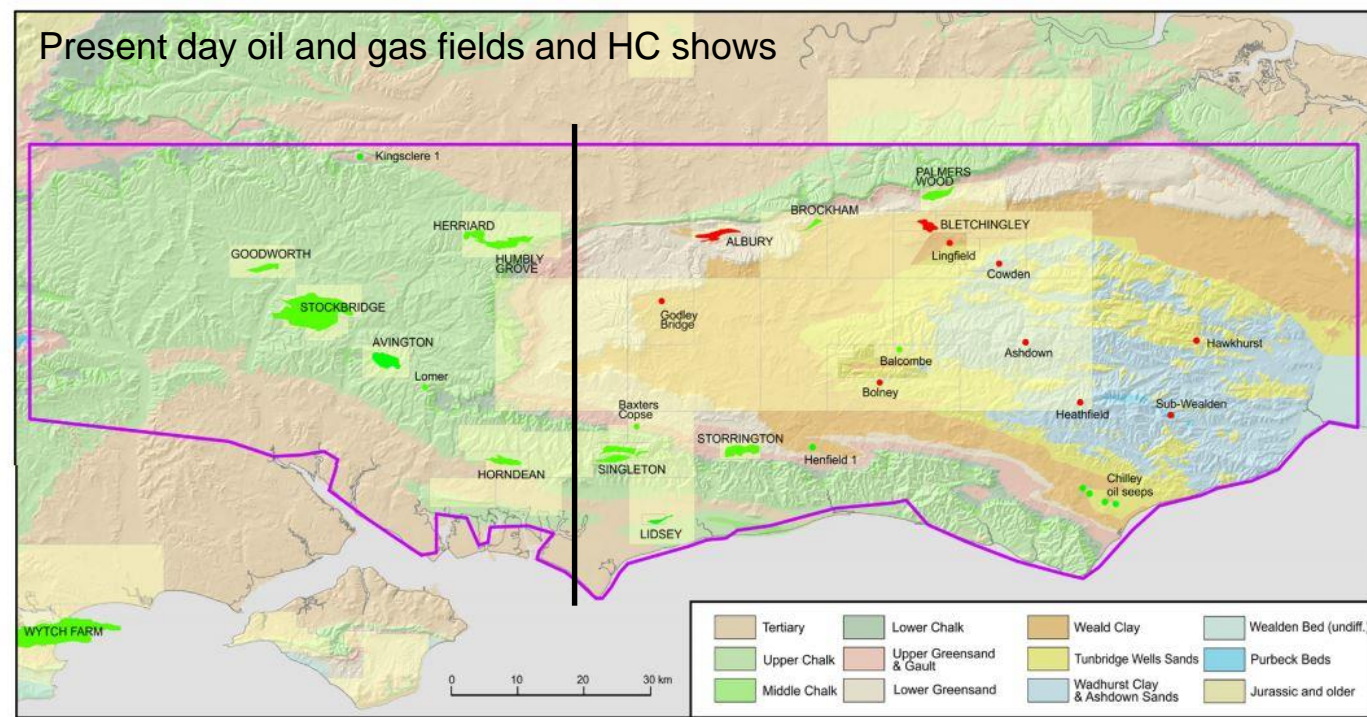 Present day oil and gas fields and HC shows
Kingsclere 1
PALMERS
WOOD
BROCKHAM
HERRIARD
BLETCHINGLEY
ALBURY
Lingfield
GOODWORTH
HUMBLY
GROVE
Cowden
STOCKBRIDGE
Godley
Bridge
AVINGTON
Balcombe
Ashdown
Hawkhurst
Lomer
Bolney
Baxters
Copse
Heathfield
Sub-Wealden
STORRINGTON
HORNDEAN
SINGLETON
Henfield 1
Chilley
oil seeps
LIDSEY
WYTCH FARM
0 10 20 30 km
Tertiary
Upper Chalk
Middle Chalk
Lower Chalk
Upper Greensand
& Gault
Lower Greensand
Weald Clay
Tunbridge Wells Sands
Wadhurst Clay
& Ashdown Sands
Wealden Bed (undiff.)
Purbeck Beds
Jurassic and older